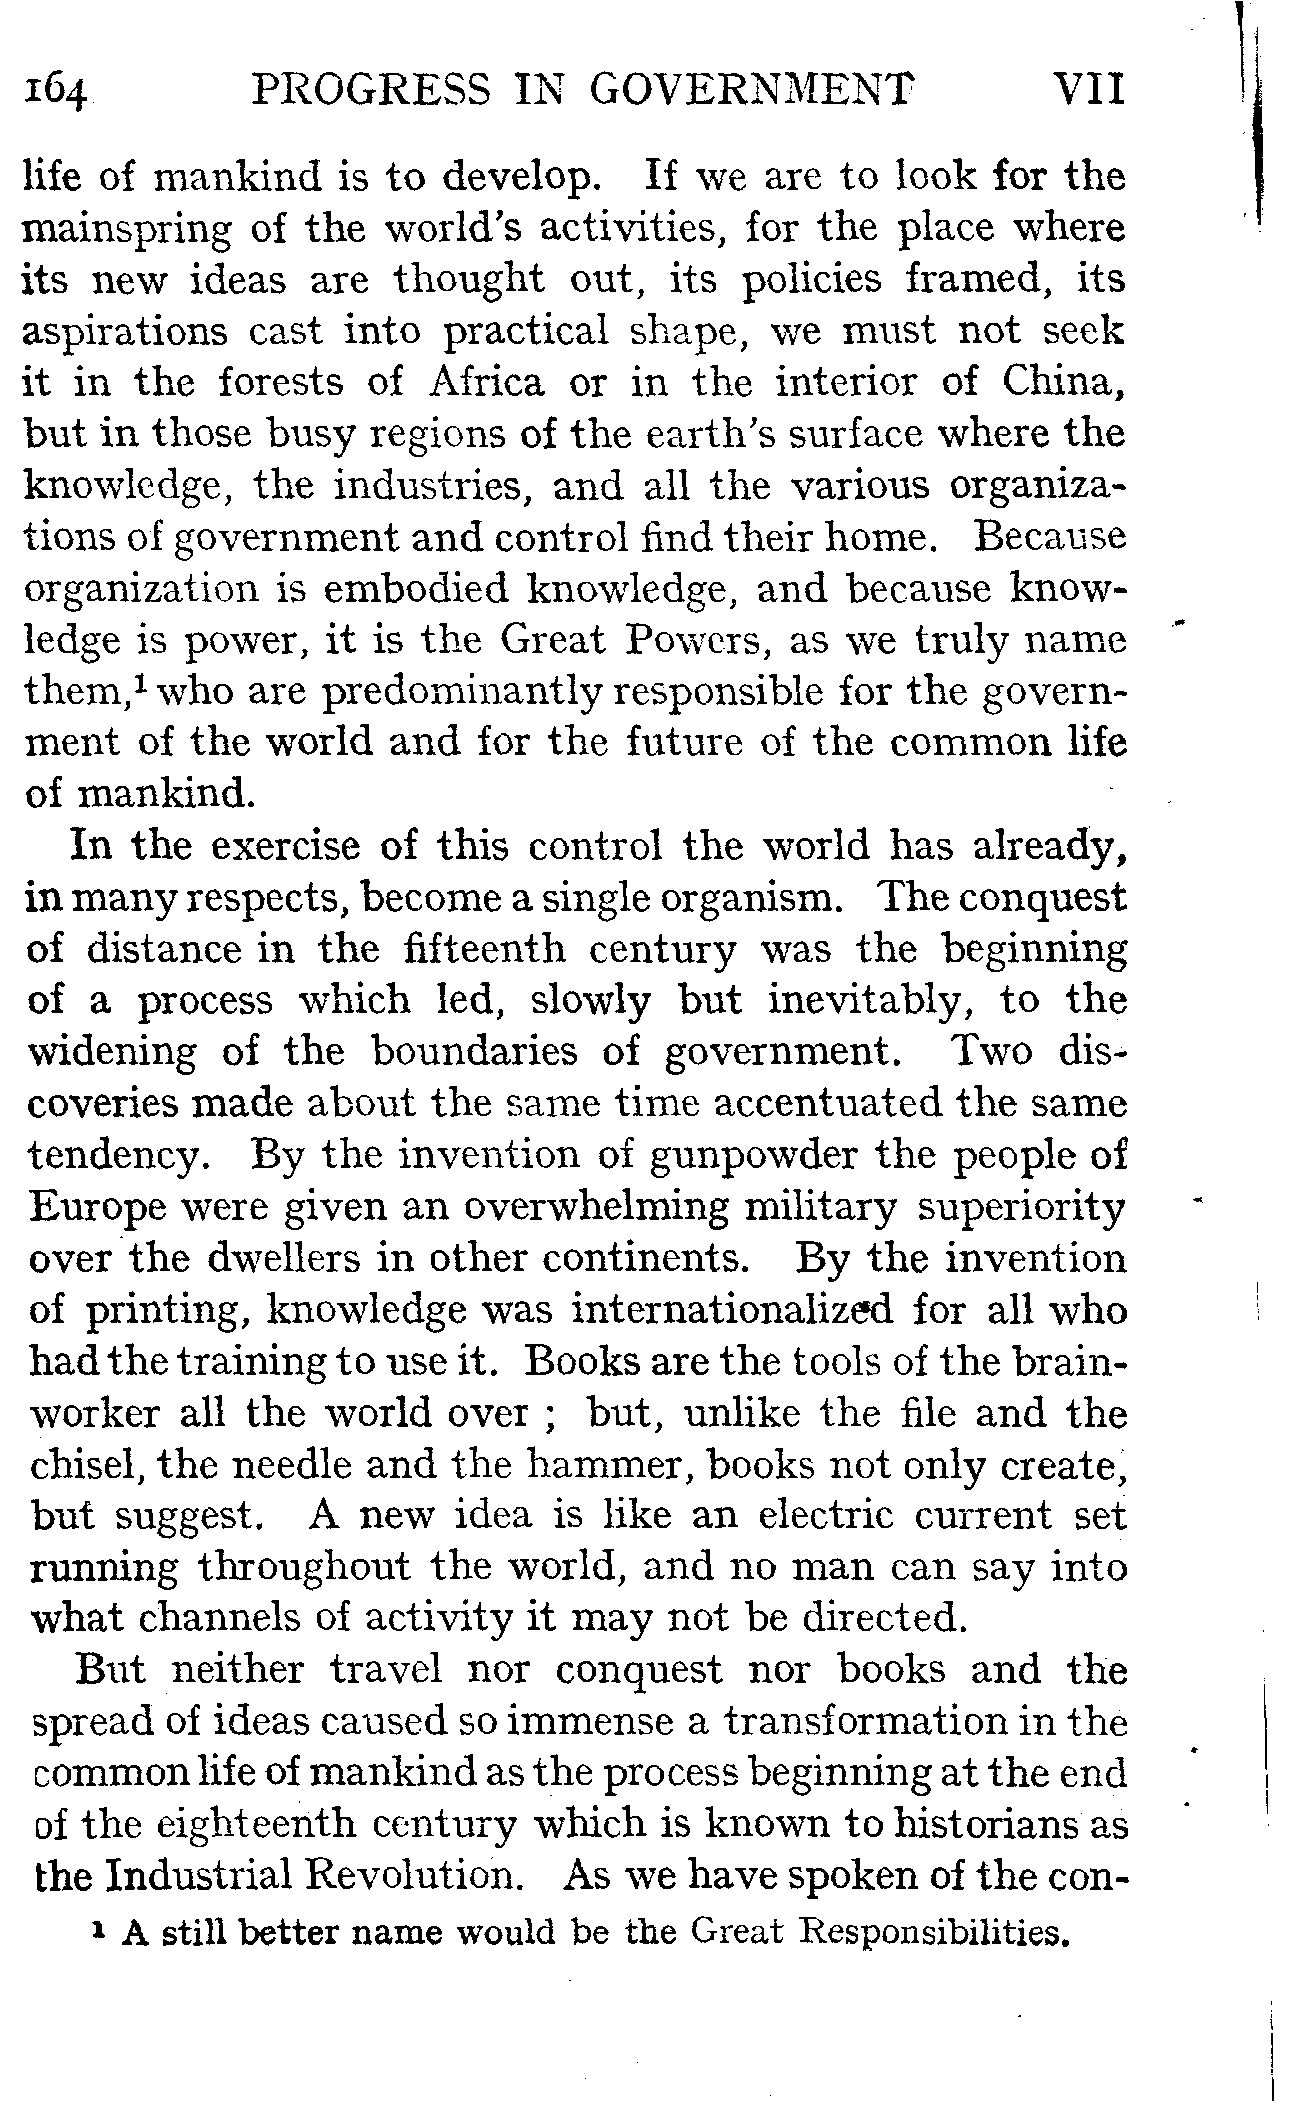 164 PROGRESS IN GOVERNMENT VII
life of mankind is to develop. If we are to look for the
mainspring of the world's activities, for the place where
its new ideas are thought out, its policies framed, its
aspirations cast into practical shape, we must not seek
it in the forests of Africa or in the interior of China,
but in those busy regions of the earth's surface where the
knowledge, the industries, and all the various organiza-
tions of government and control find their home. Because
organization is embodied knowledge, and because know-
ledge is power, it is the Great Powers, as we truly name
them,¹ who are predominantly responsible for the govern-
ment of the world and for the future of the common life
of mankind.
In the exercise of this control the world has already,
in many respects, become a single organism. The conquest
of distance in the fifteenth century was the beginning
of a process which led, slowly but inevitably, to the
widening of the boundaries of government. Two dis-
coveries made about the same time accentuated the same
tendency. By the invention of gunpowder the people of
Europe were given an overwhelming military superiority
over the dwellers in other continents. By the invention
of printing, knowledge was internationalized for all who
had the training to use it. Books are the tools of the brain-
worker all the world over ; but, unlike the file and the
chisel, the needle and the hammer, books not only create,
but suggest. A new idea is like an electric current set
running throughout the world, and no man can say into
what channels of activity it may not be directed.
But neither travel nor conquest nor books and the
spread of ideas caused so immense a transformation in the
common life of mankind as the process beginning at the end
of the eighteenth century which is known to historians as
the Industrial Revolution. As we have spoken of the con-
¹ A still better name would be the Great Responsibilities.